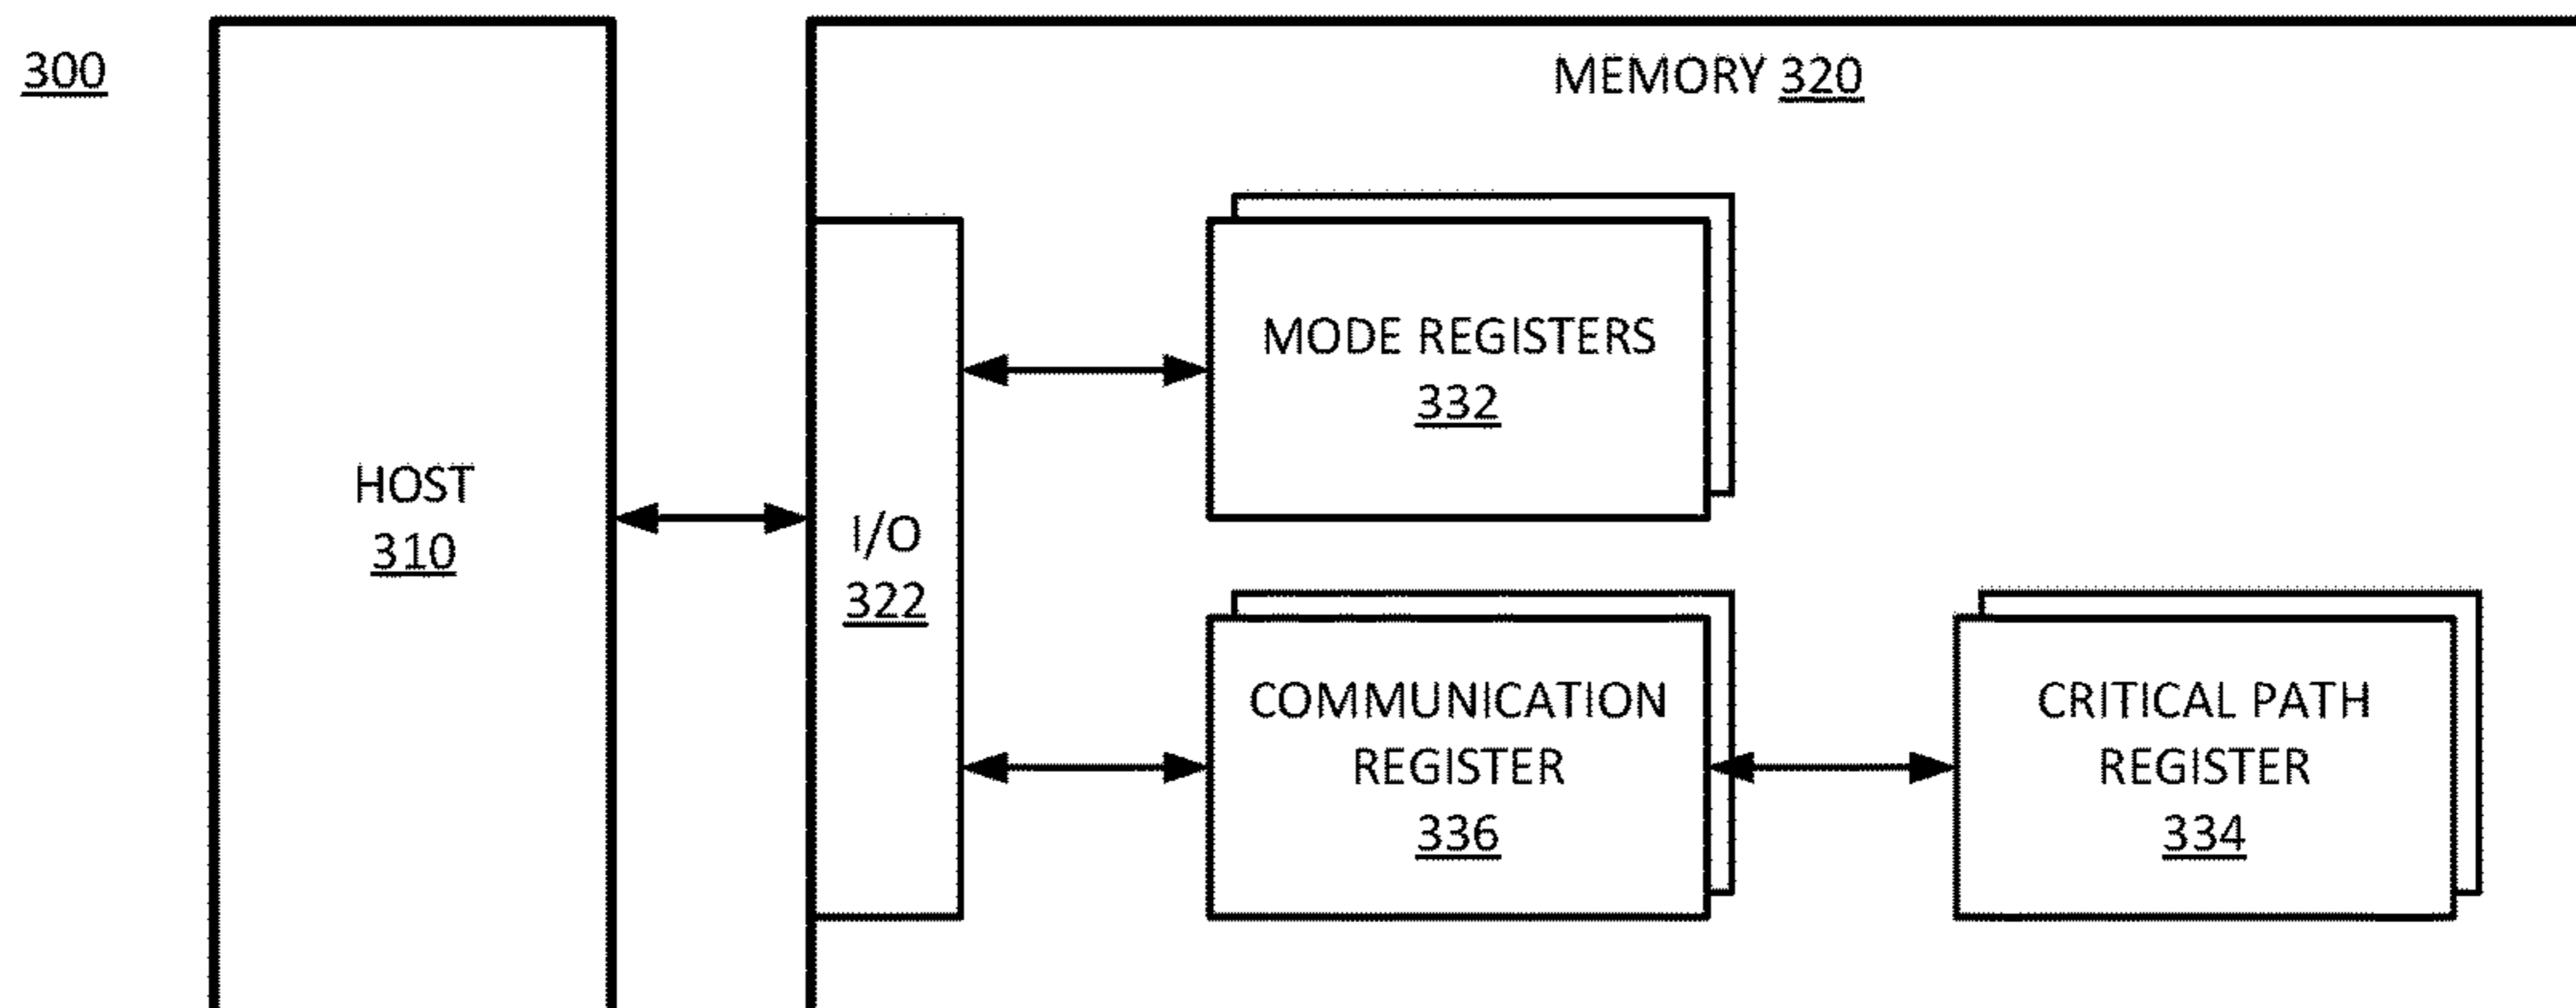 300
MEMORY 320
HOST
310
I/O
322
MODE REGISTERS
332
COMMUNICATION
REGISTER
336
CRITICAL PATH
REGISTER
334